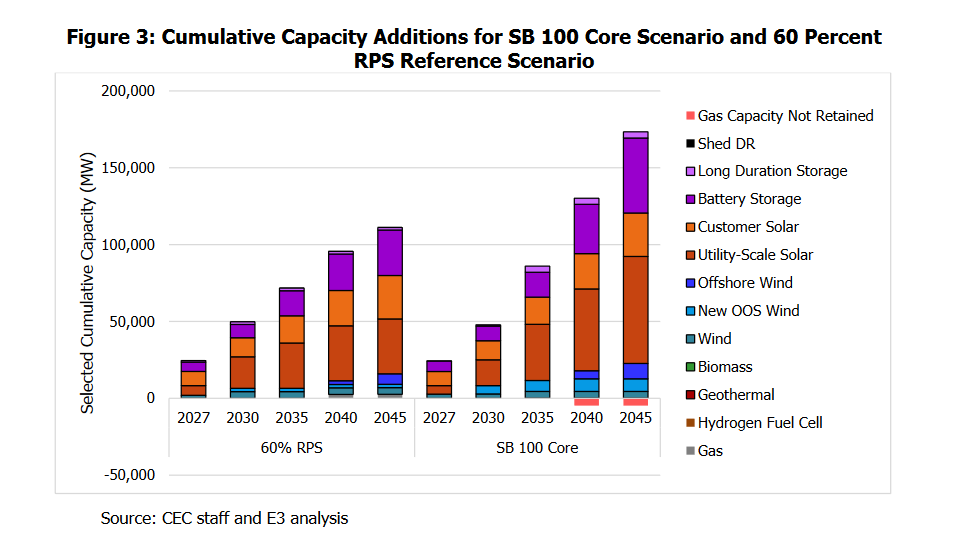 Figure 3: Cumulative Capacity Additions for SB 100 Core Scenario and 60 Percent
RPS Reference Scenario
Selected Cumulative Capacity (MW)
200,000
150,000
100,000
50,000
0
-50,000
2027 2030 2035 2040 2045 2027 2030 2035 2040 2045
60% RPS SB 100 Core
Gas Capacity Not Retained
Shed DR
Long Duration Storage
Battery Storage
Customer Solar
Utility-Scale Solar
Offshore Wind
New OOS Wind
Wind
Biomass
Geothermal
Hydrogen Fuel Cell
Gas
Source: CEC staff and E3 analysis